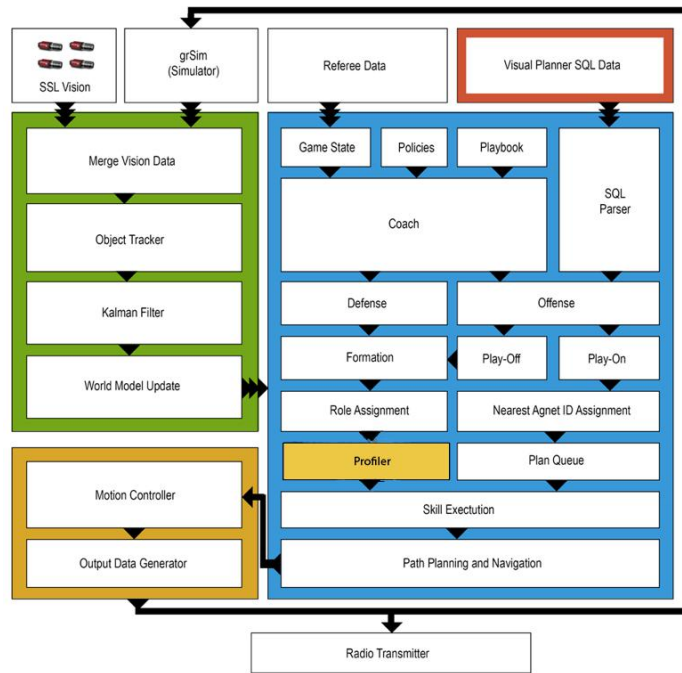 SSL Vision
grSim
(Simulator)
Referee Data
Visual Planner SQL Data
Merge Vision Data
Object Tracker
Kalman Filter
World Model Update
Game State
Policies
Playbook
SQL
Parser
Coach
Defense
Offense
Formation
Play-Off
Play-On
Role Assignment
Nearest Agnet ID Assignment
Profiler
Plan Queue
Skill Exectution
Path Planning and Navigation
Motion Controller
Output Data Generator
Radio Transmitter